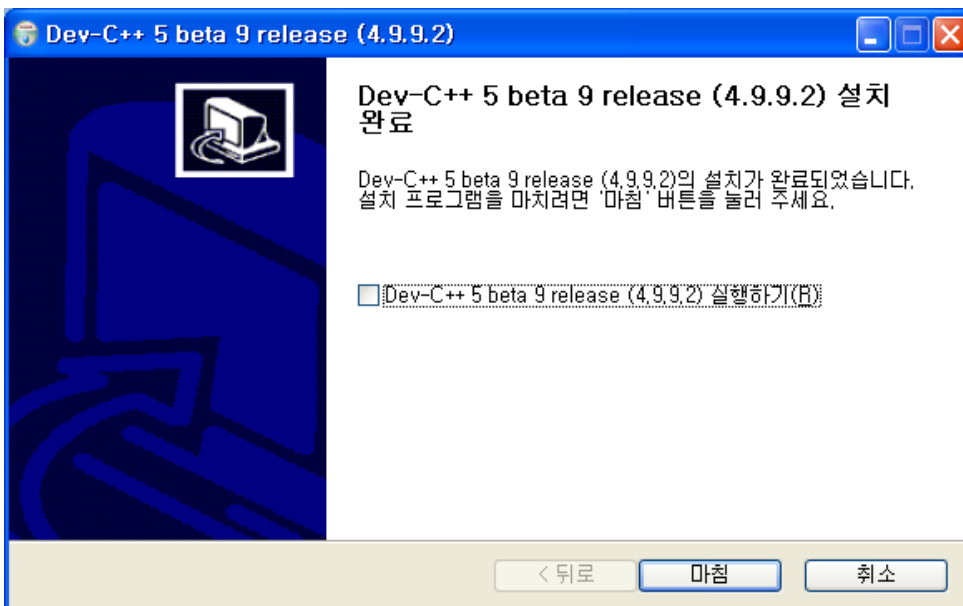 Dev-C++ 5 beta 9 release (4.9.9.2)
Dev-C++ 5 beta 9 release (4.9.9.2) 설치
완료
Dev-C++ 5 beta 9 release (4.9.9.2)의 설치가 완료되었습니다.
설치 프로그램을 마치려면 '마침' 버튼을 눌러 주세요.
Dev-C++ 5 beta 9 release (4.9.9.2) 실행하기(R)
< 뒤로
마침
취소